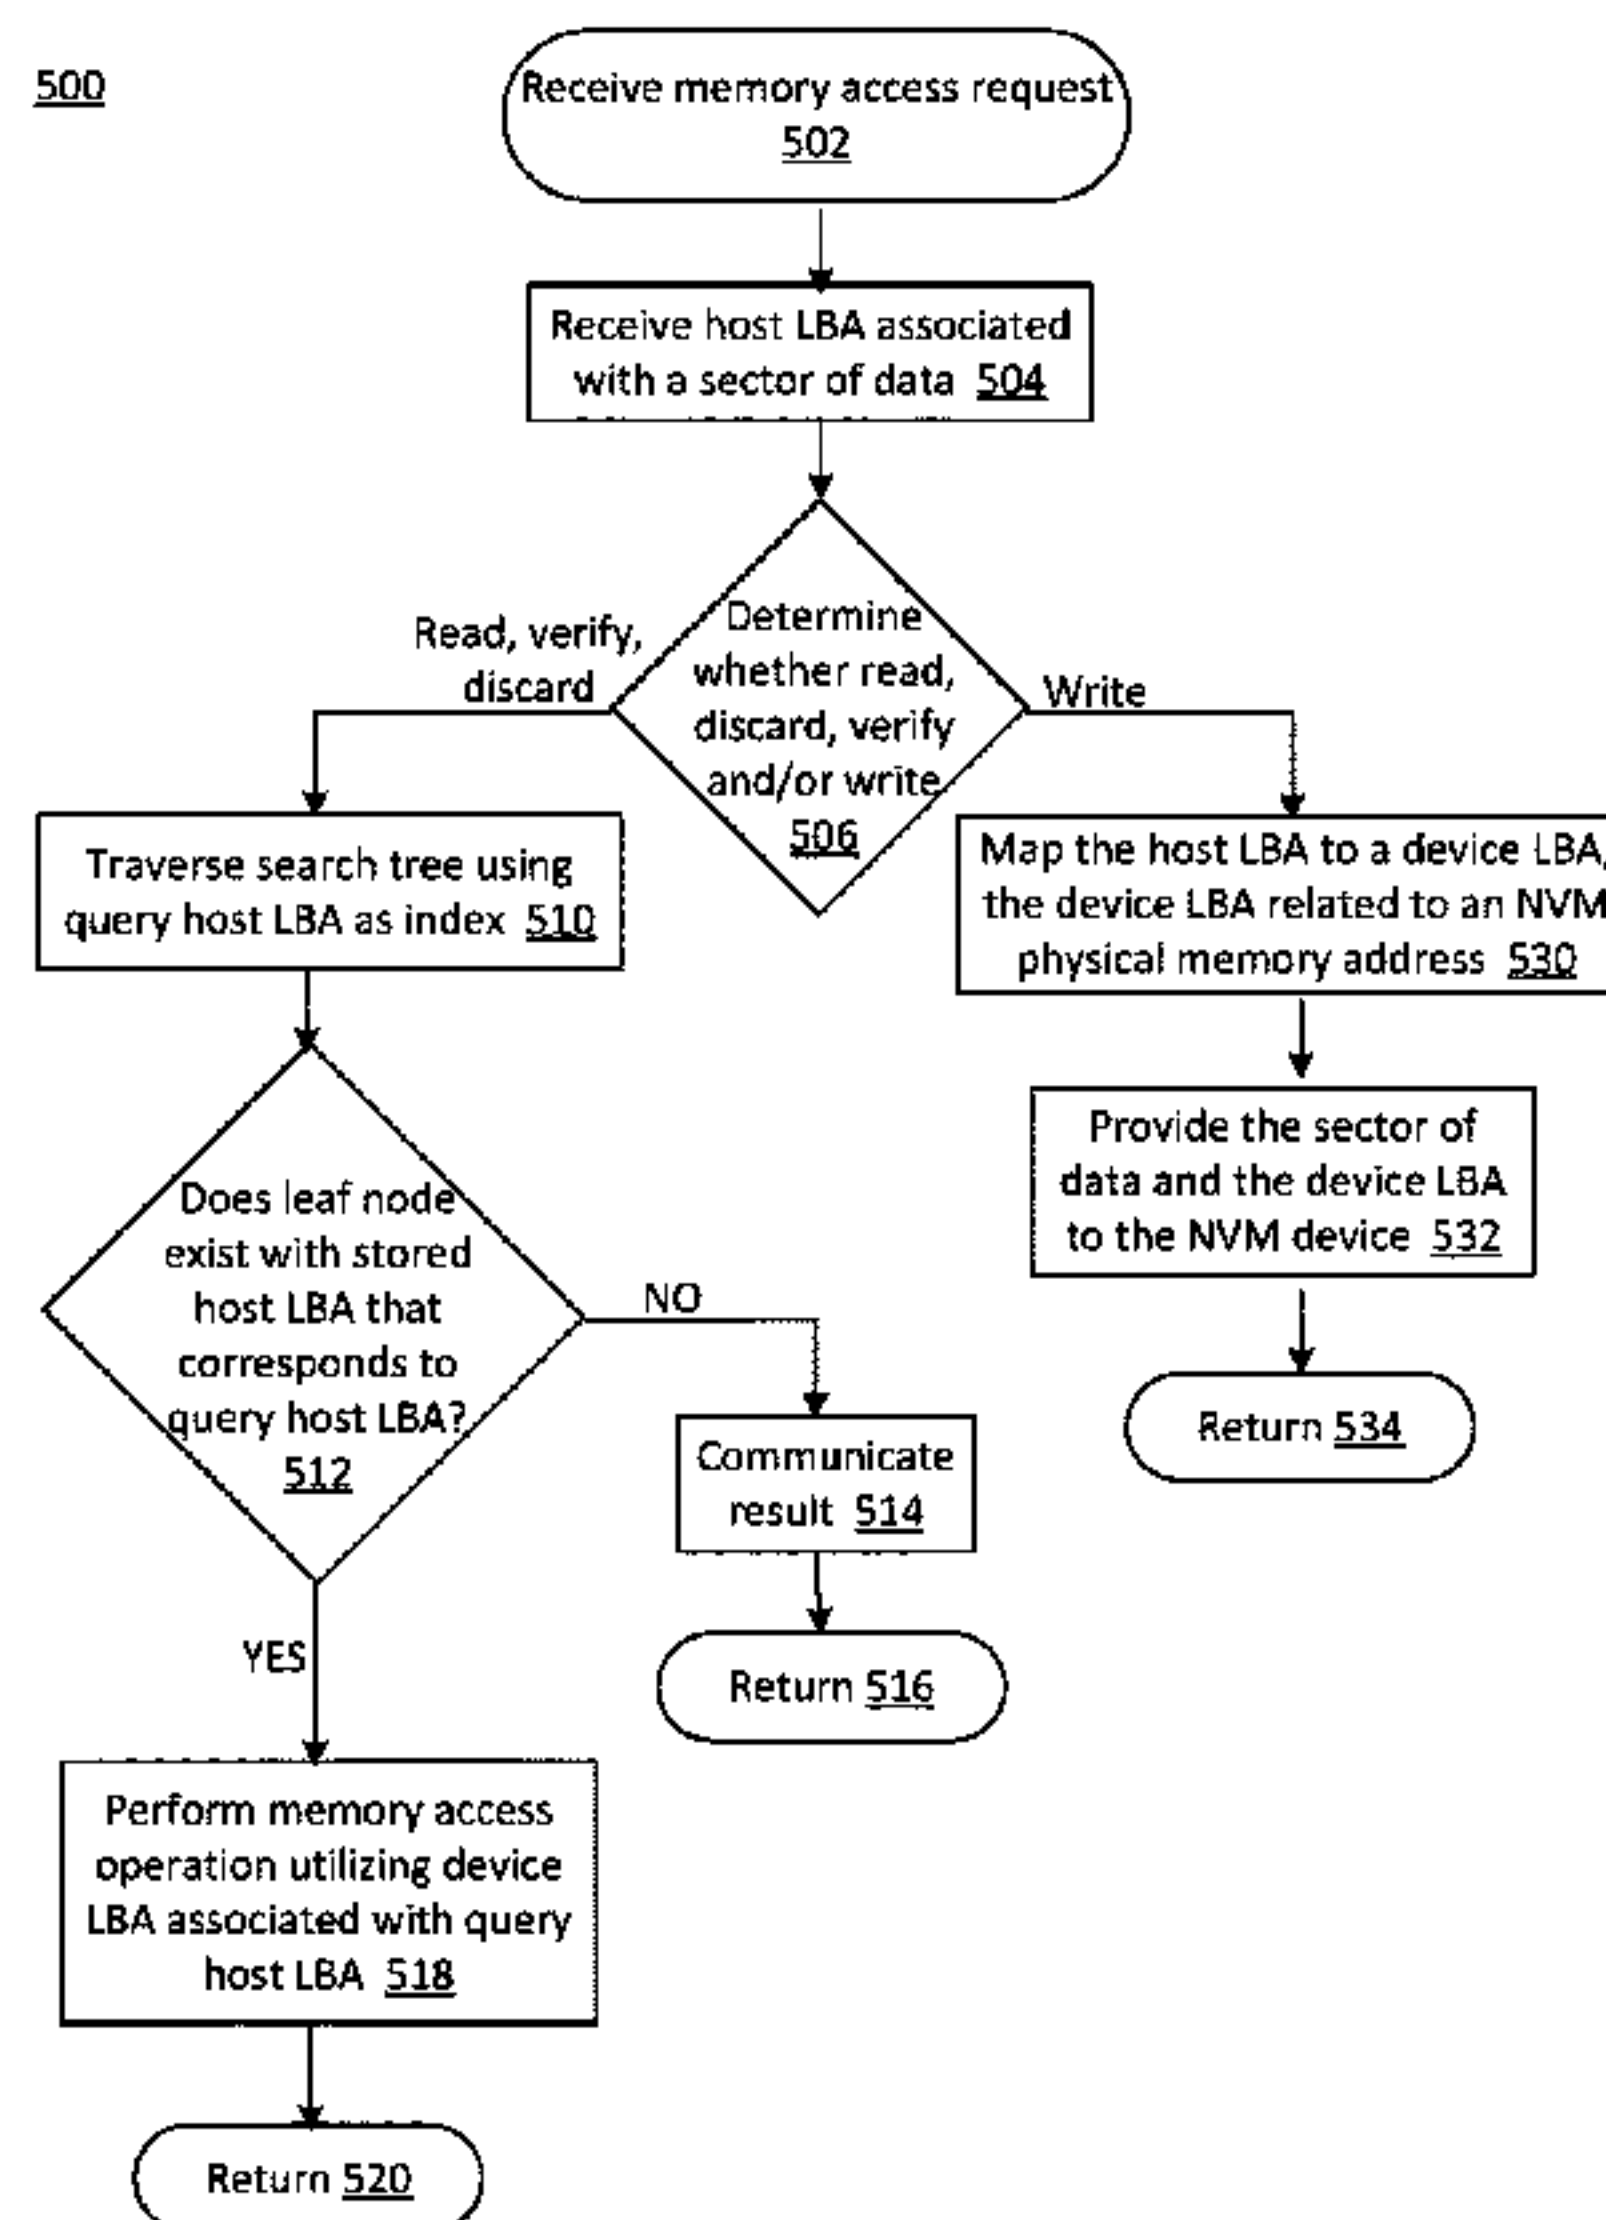 500
Receive memory access request
502
Receive host LBA associated
with a sector of data 504
Determine
whether read,
discard, verify
and/or write
506
Read, verify,
discard
Write
Traverse search tree using
query host LBA as index 510
Map the host LBA to a device LBA,
the device LBA related to an NVM
physical memory address 530
Does leaf node
exist with stored
host LBA that
corresponds to
query host LBA?
512
Provide the sector of
data and the device LBA
to the NVM device 532
NO
Return 534
Communicate
result 514
YES
Return 516
Perform memory access
operation utilizing device
LBA associated with query
host LBA 518
Return 520